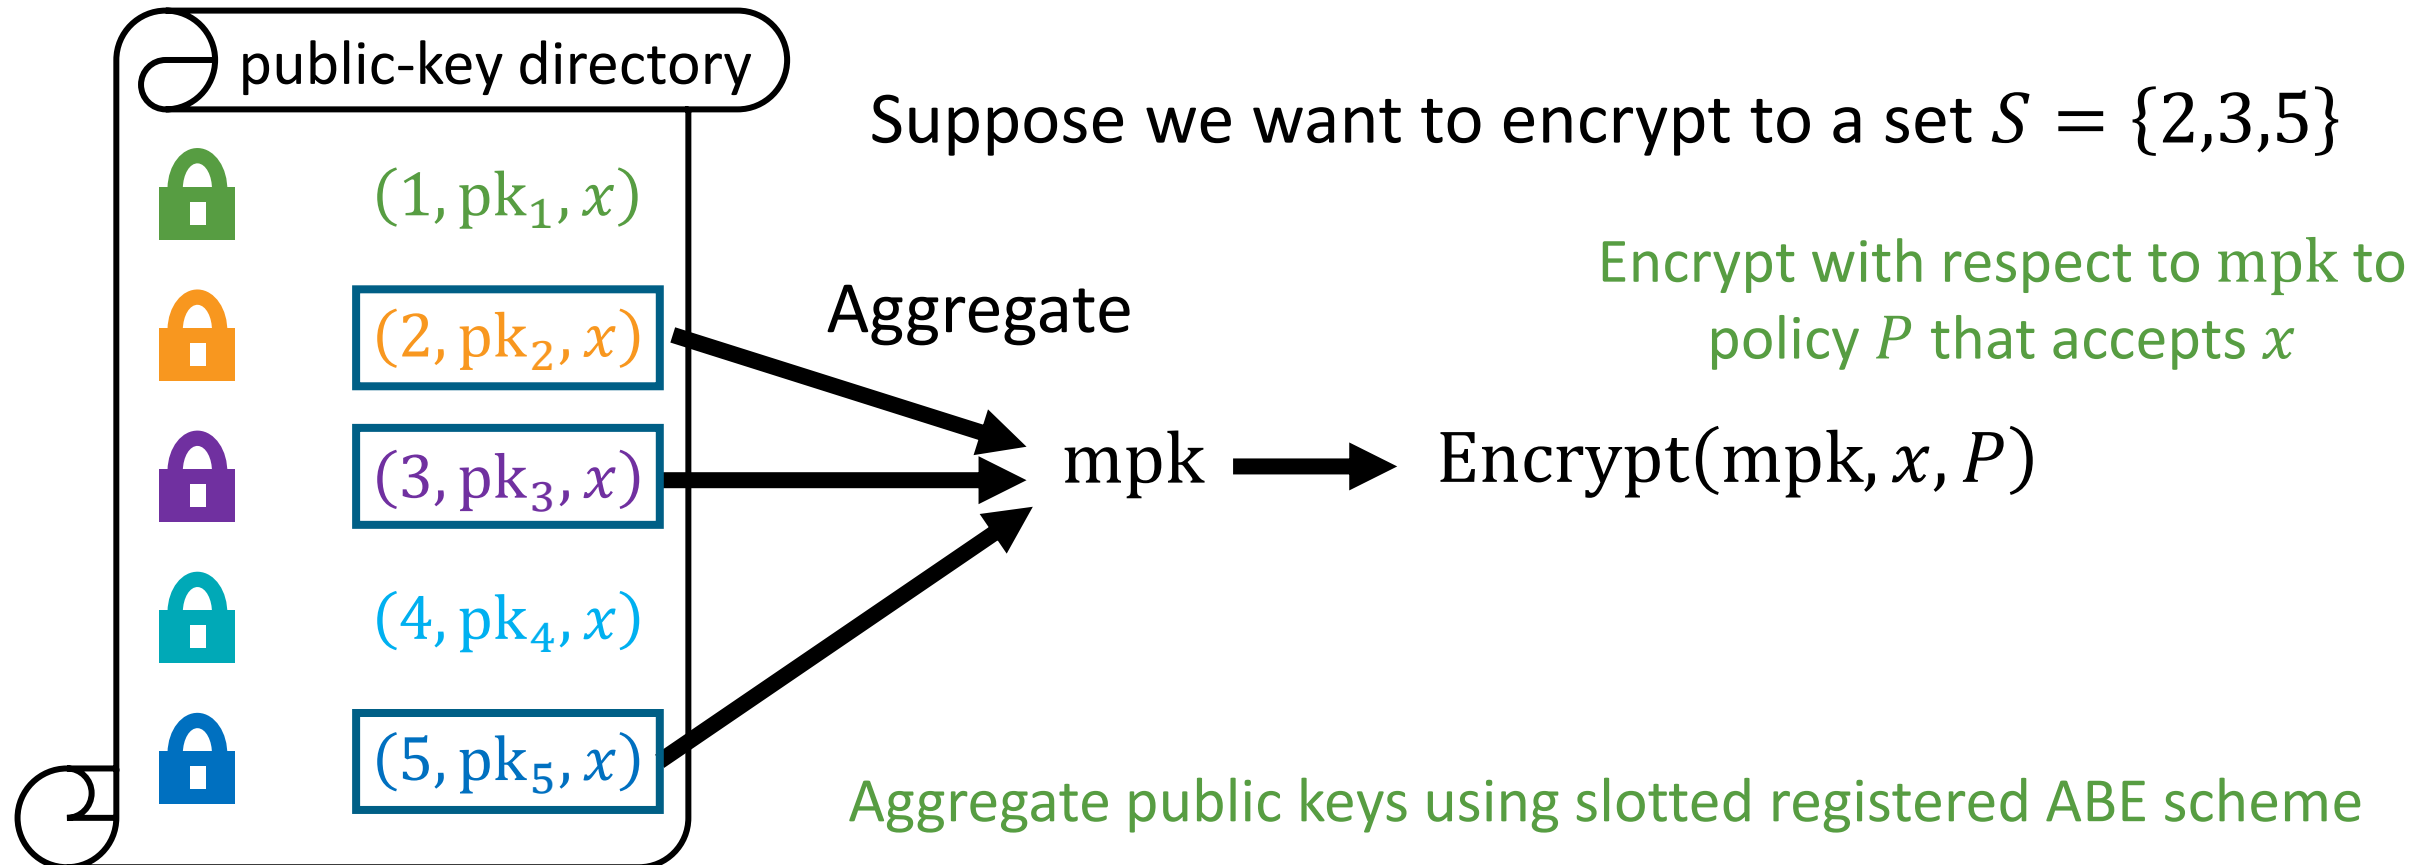 public-key directory
Suppose we want to encrypt to a set S = {2,3,5}
(1, pk₁, x)
Encrypt with respect to mpk to
policy P that accepts x
Aggregate
(2, pk₂, x)
(3, pk₃, x)
mpk
Encrypt(mpk, x, P)
(4, pk₄, x)
(5, pk₅, x)
Aggregate public keys using slotted registered ABE scheme